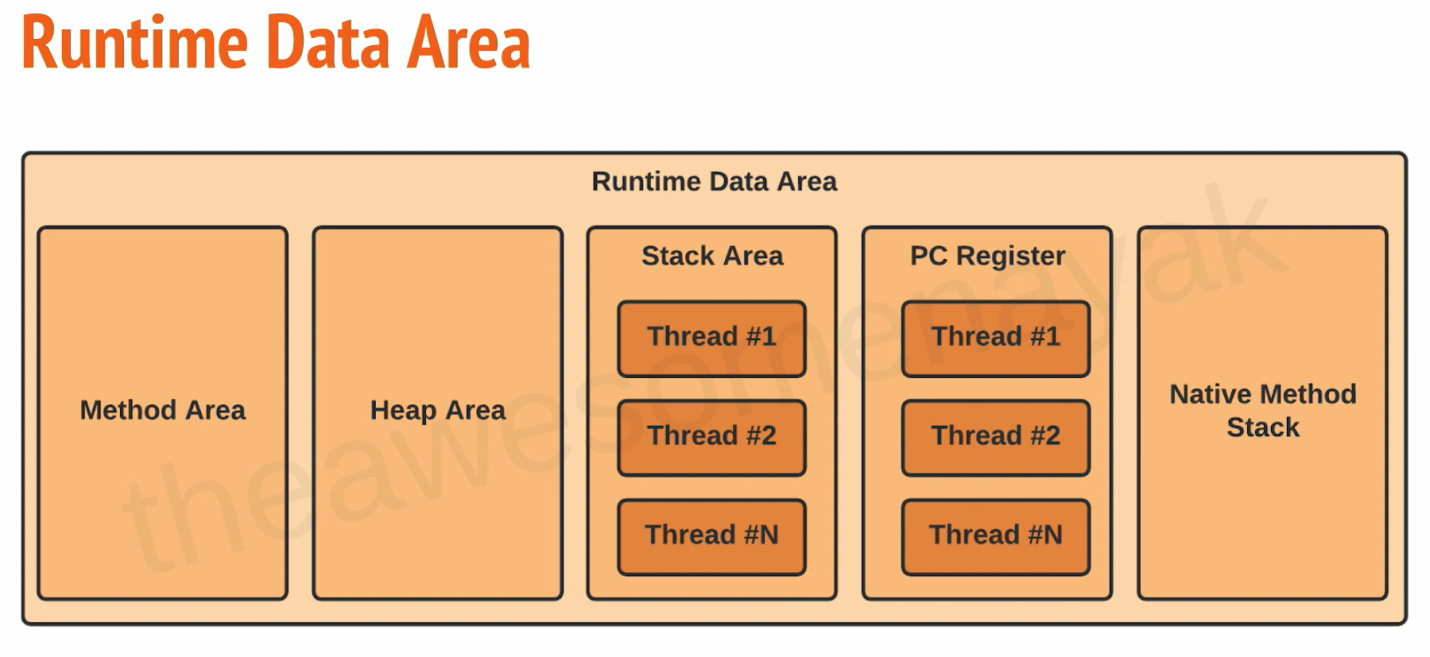 Runtime Data Area
Runtime Data Area
Method Area
Heap Area
Stack Area
Thread #1
Thread #2
Thread #N
PC Register
Thread #1
Thread #2
Thread #N
Native Method
Stack
theawesomenayak